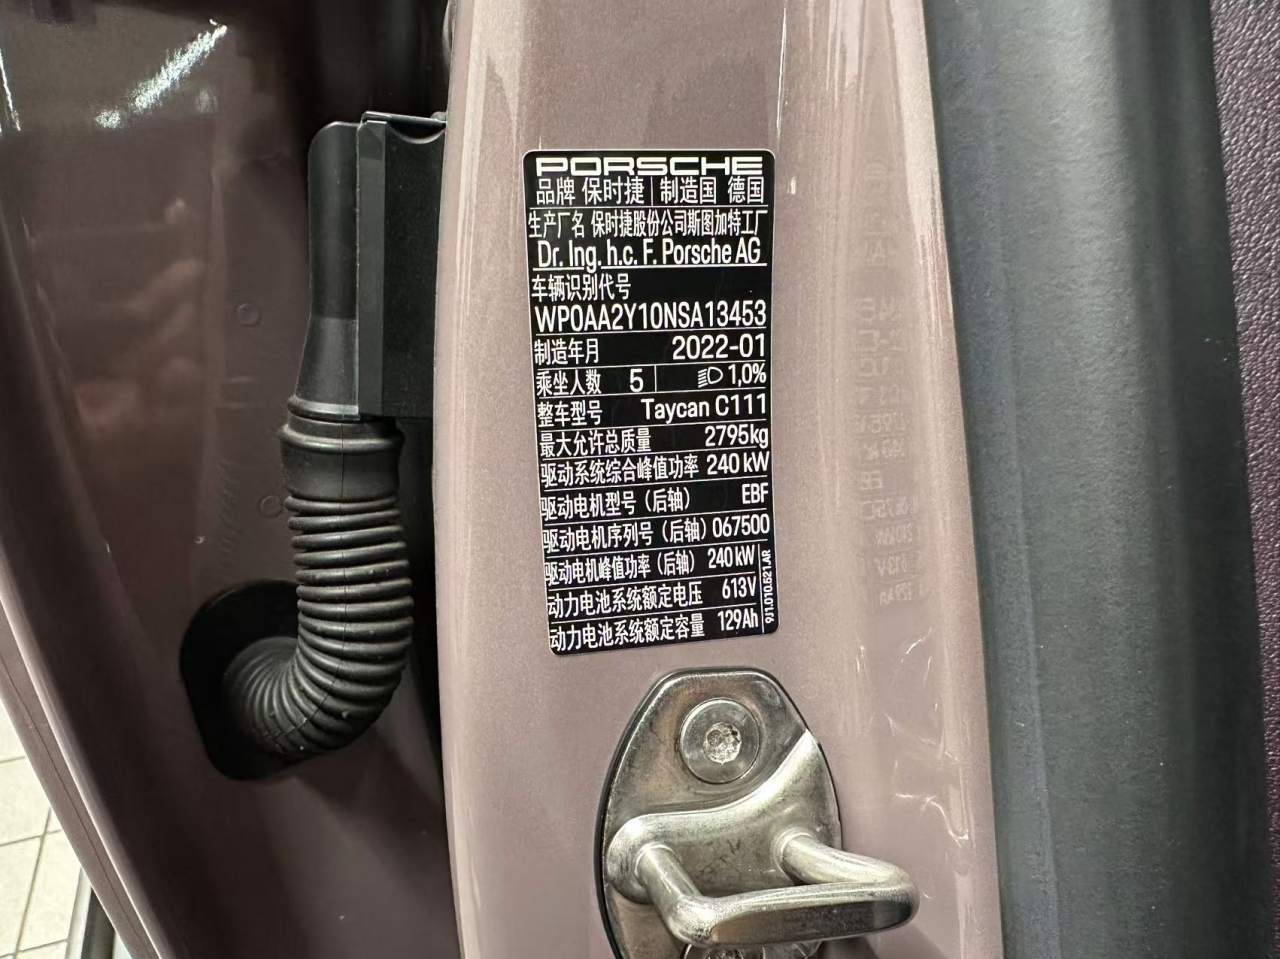 PORSCHE
品牌 保时捷 制造国 德国
生产厂名 保时捷股份公司斯图加特工厂
Dr. Ing. h.c. F. Porsche AG
车辆识别代号
WP0AA2Y10NSA13453
制造年月 2022-01
乘坐人数 5 1,0%
整车型号 Taycan C111
最大允许总质量 2795kg
驱动系统综合峰值功率 240 kW
驱动电机型号（后轴） EBF
驱动电机序列号（后轴） 067500
驱动电机峰值功率（后轴） 240 kW
动力电池系统额定电压 613V
动力电池系统额定容量 129Ah
9J1.010.621.AR